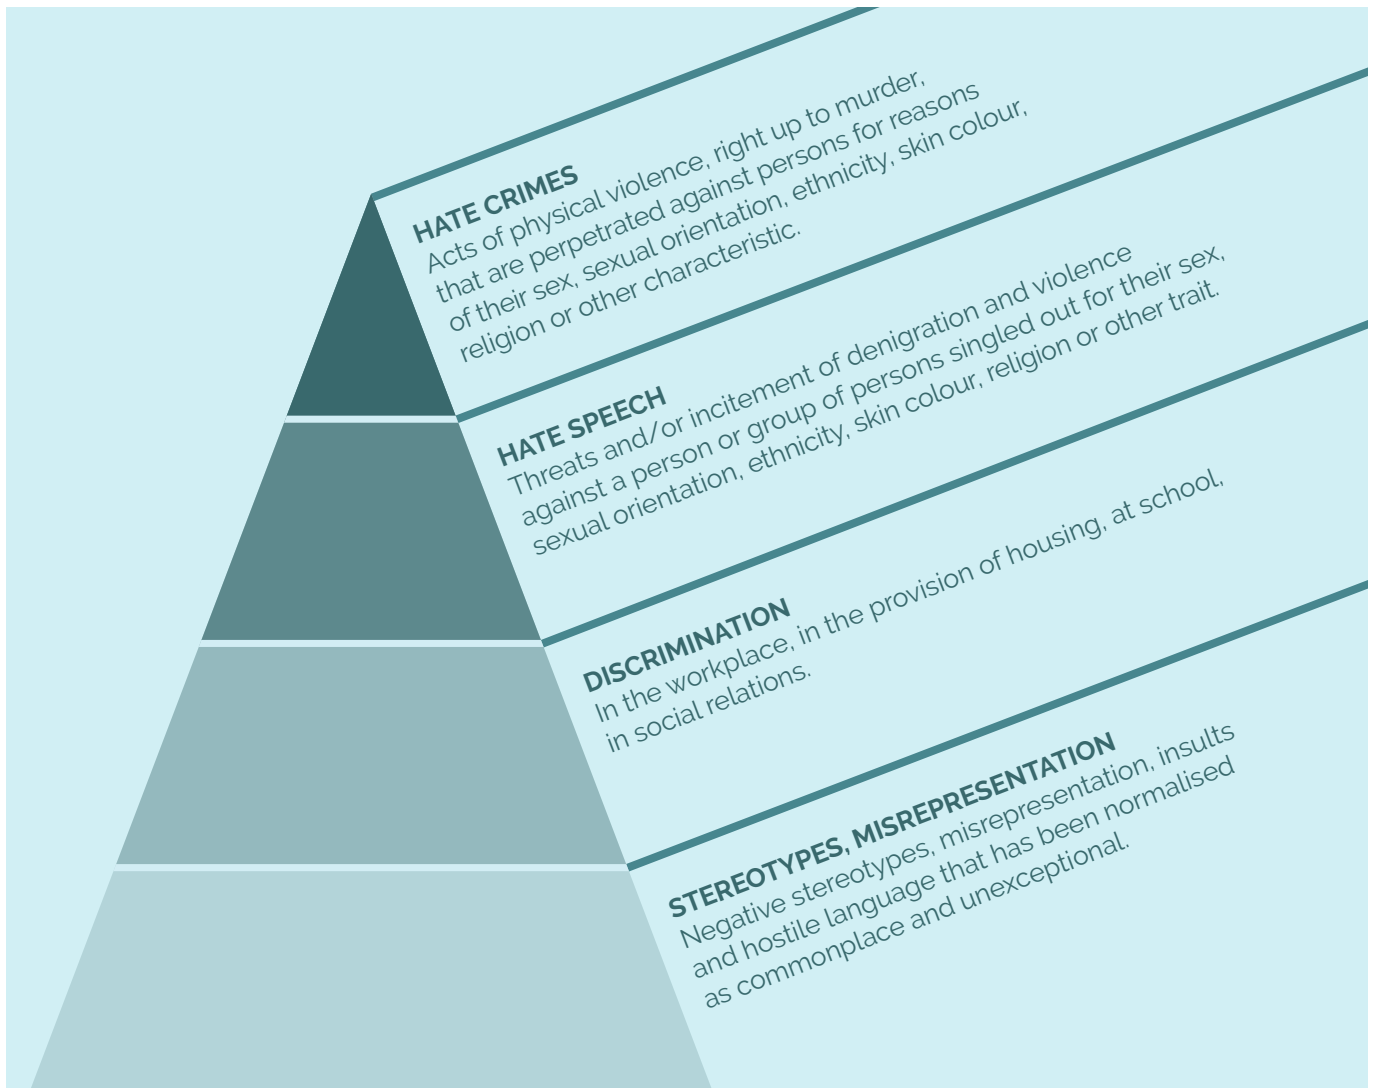 HATE CRIMES
Acts of physical violence, right up to murder,
that are perpetrated against persons for reasons
of their sex, sexual orientation, ethnicity, skin colour,
religion or other characteristic.
HATE SPEECH
Threats and/or incitement of denigration and violence
against a person or group of persons singled out for their sex,
sexual orientation, ethnicity, skin colour, religion or other trait.
DISCRIMINATION
In the workplace, in the provision of housing, at school,
in social relations.
STEREOTYPES, MISREPRESENTATION
Negative stereotypes, misrepresentation, insults
and hostile language that has been normalised
as commonplace and unexceptional.